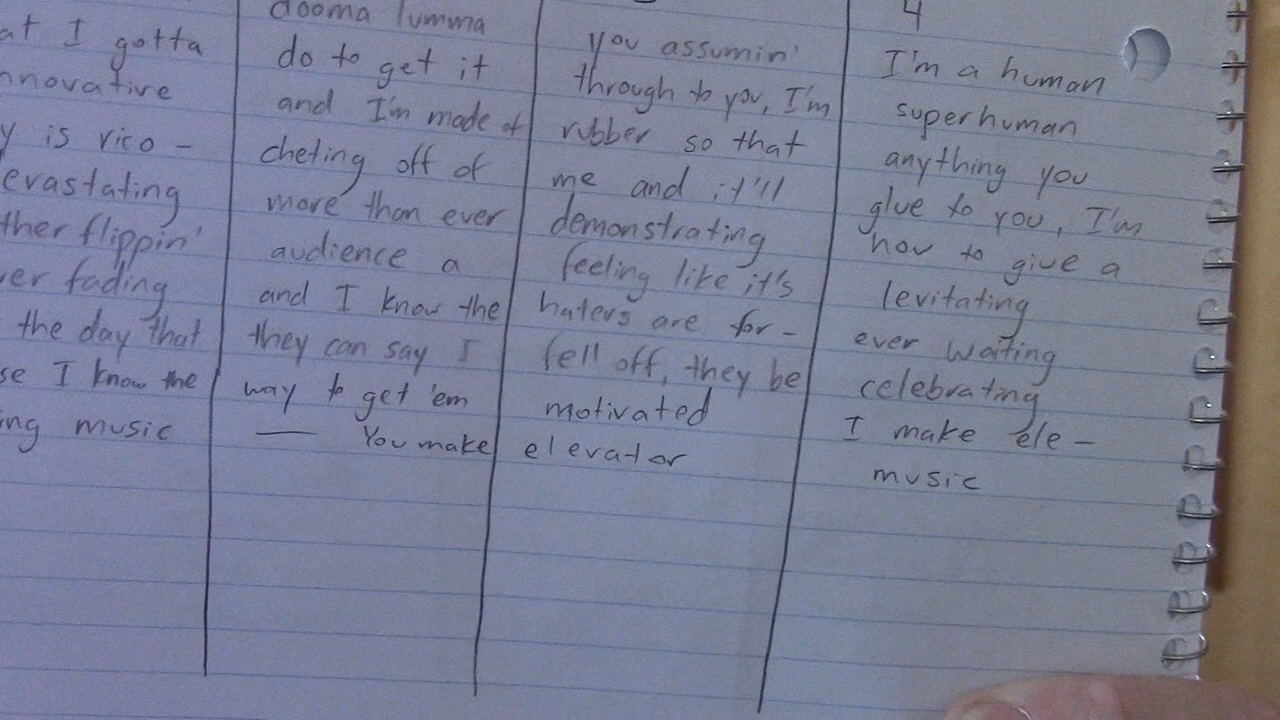 4
dooma lumma
at I gotta do to get it you assumin' I'm a human
nnovative and I'm made of through to you, I'm superhuman
y is rico - cheting off of rubber so that anything you
evastating more than ever me and it'll glue to you, I'm
ther flippin' audience a demonstrating how to give a
er fading and I know the feeling like it's levitating
the day that they can say I haters are for - ever waiting
se I know the way to get 'em fell off, they be celebrating
ing music — You make motivated I make ele -
elevator music